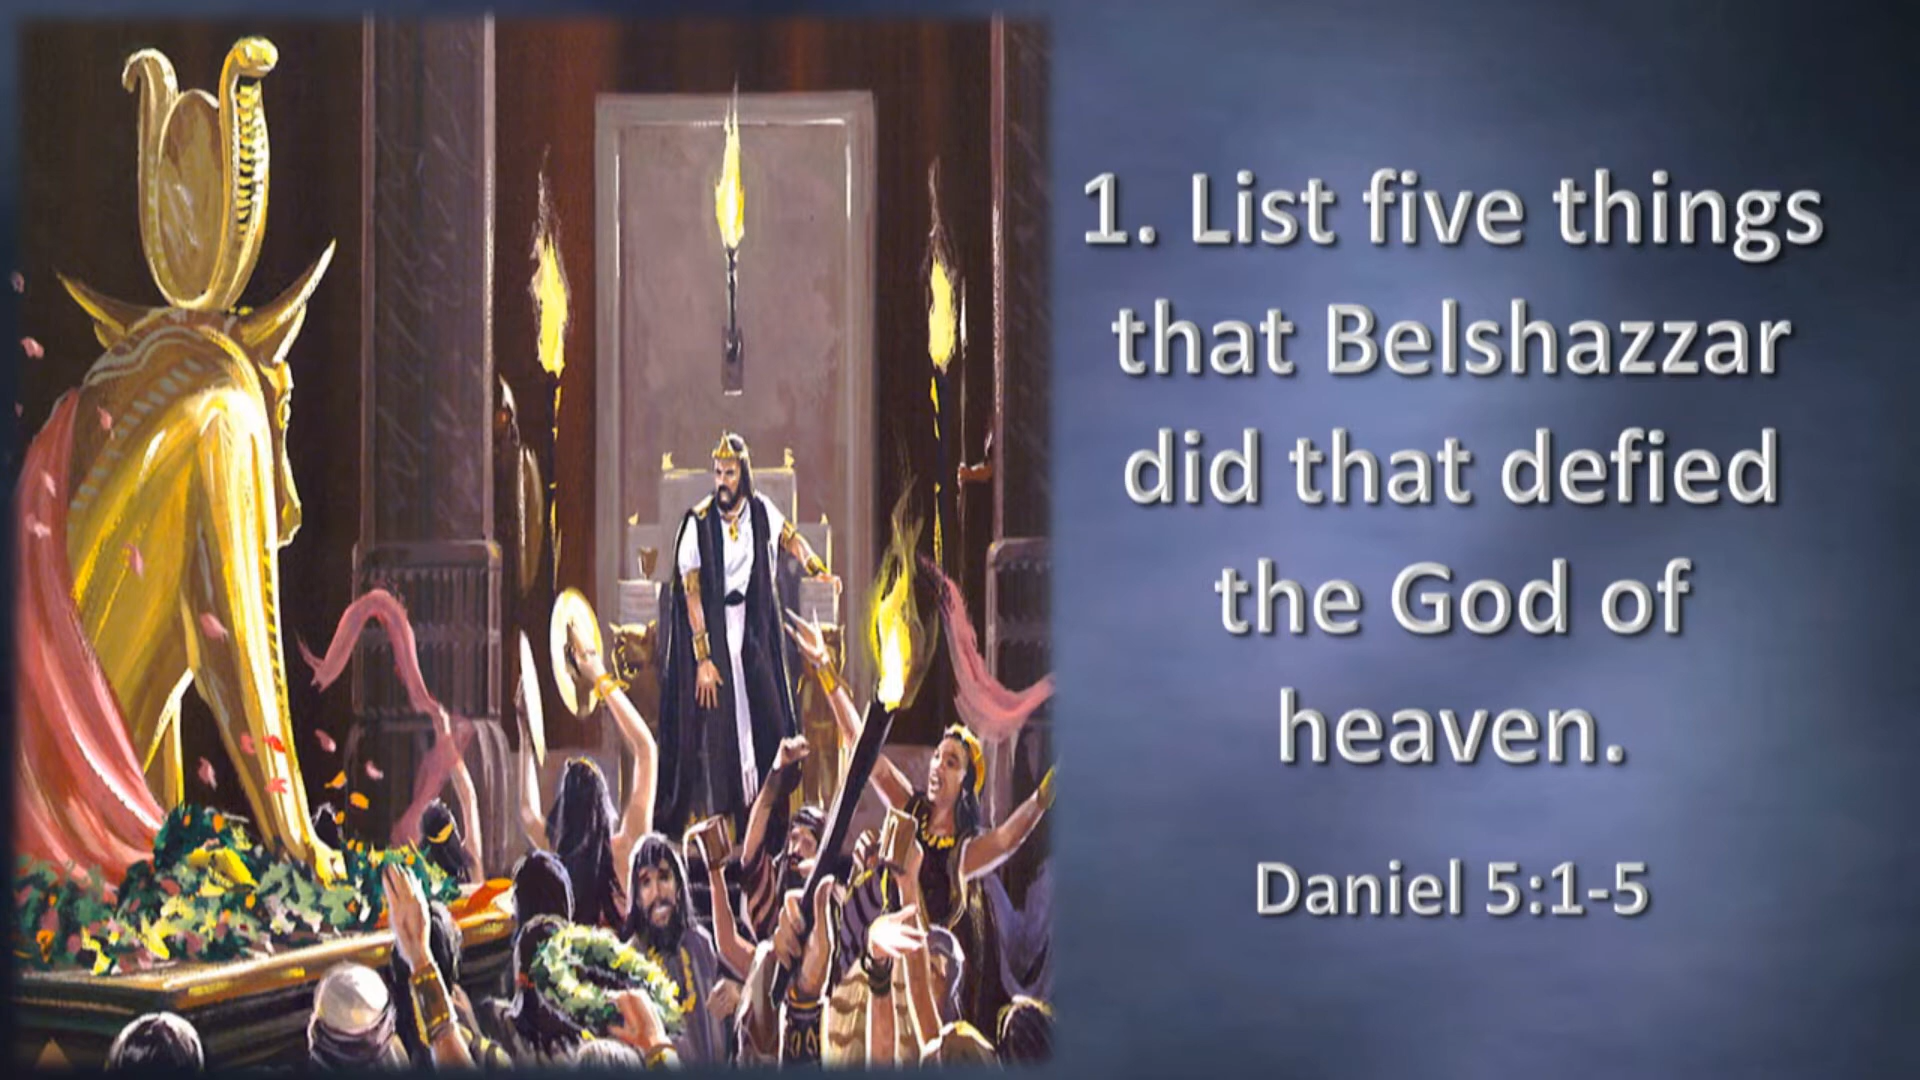 1. List five things
that Belshazzar
did that defied
the God of
heaven.
Daniel 5:1-5